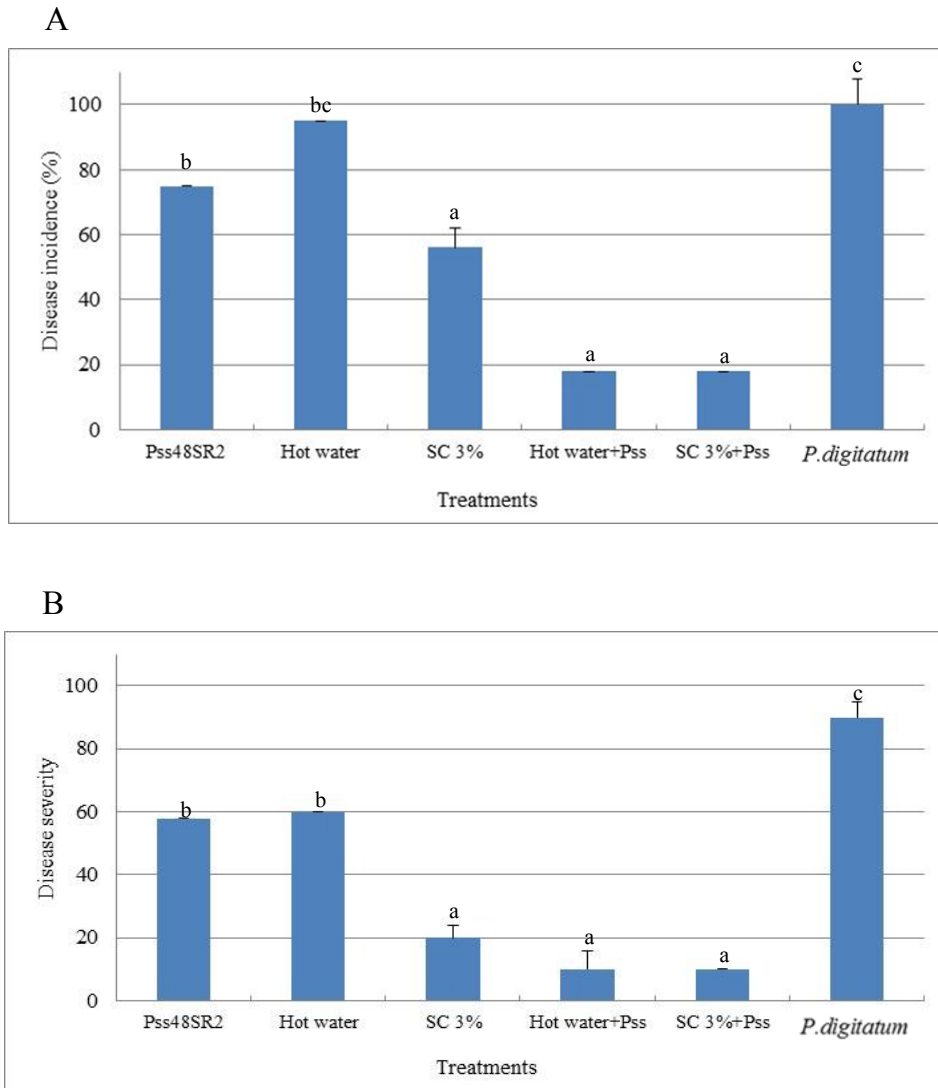 A
Disease incidence (%)
100
80
60
40
20
0
b
bc
a
a
a
c
Pss48SR2 Hot water SC 3% Hot water+Pss SC 3%+Pss P.digitatum
Treatments
B
Disease severity
100
80
60
40
20
0
b
b
a
a
a
c
Pss48SR2 Hot water SC 3% Hot water+Pss SC 3%+Pss P.digitatum
Treatments